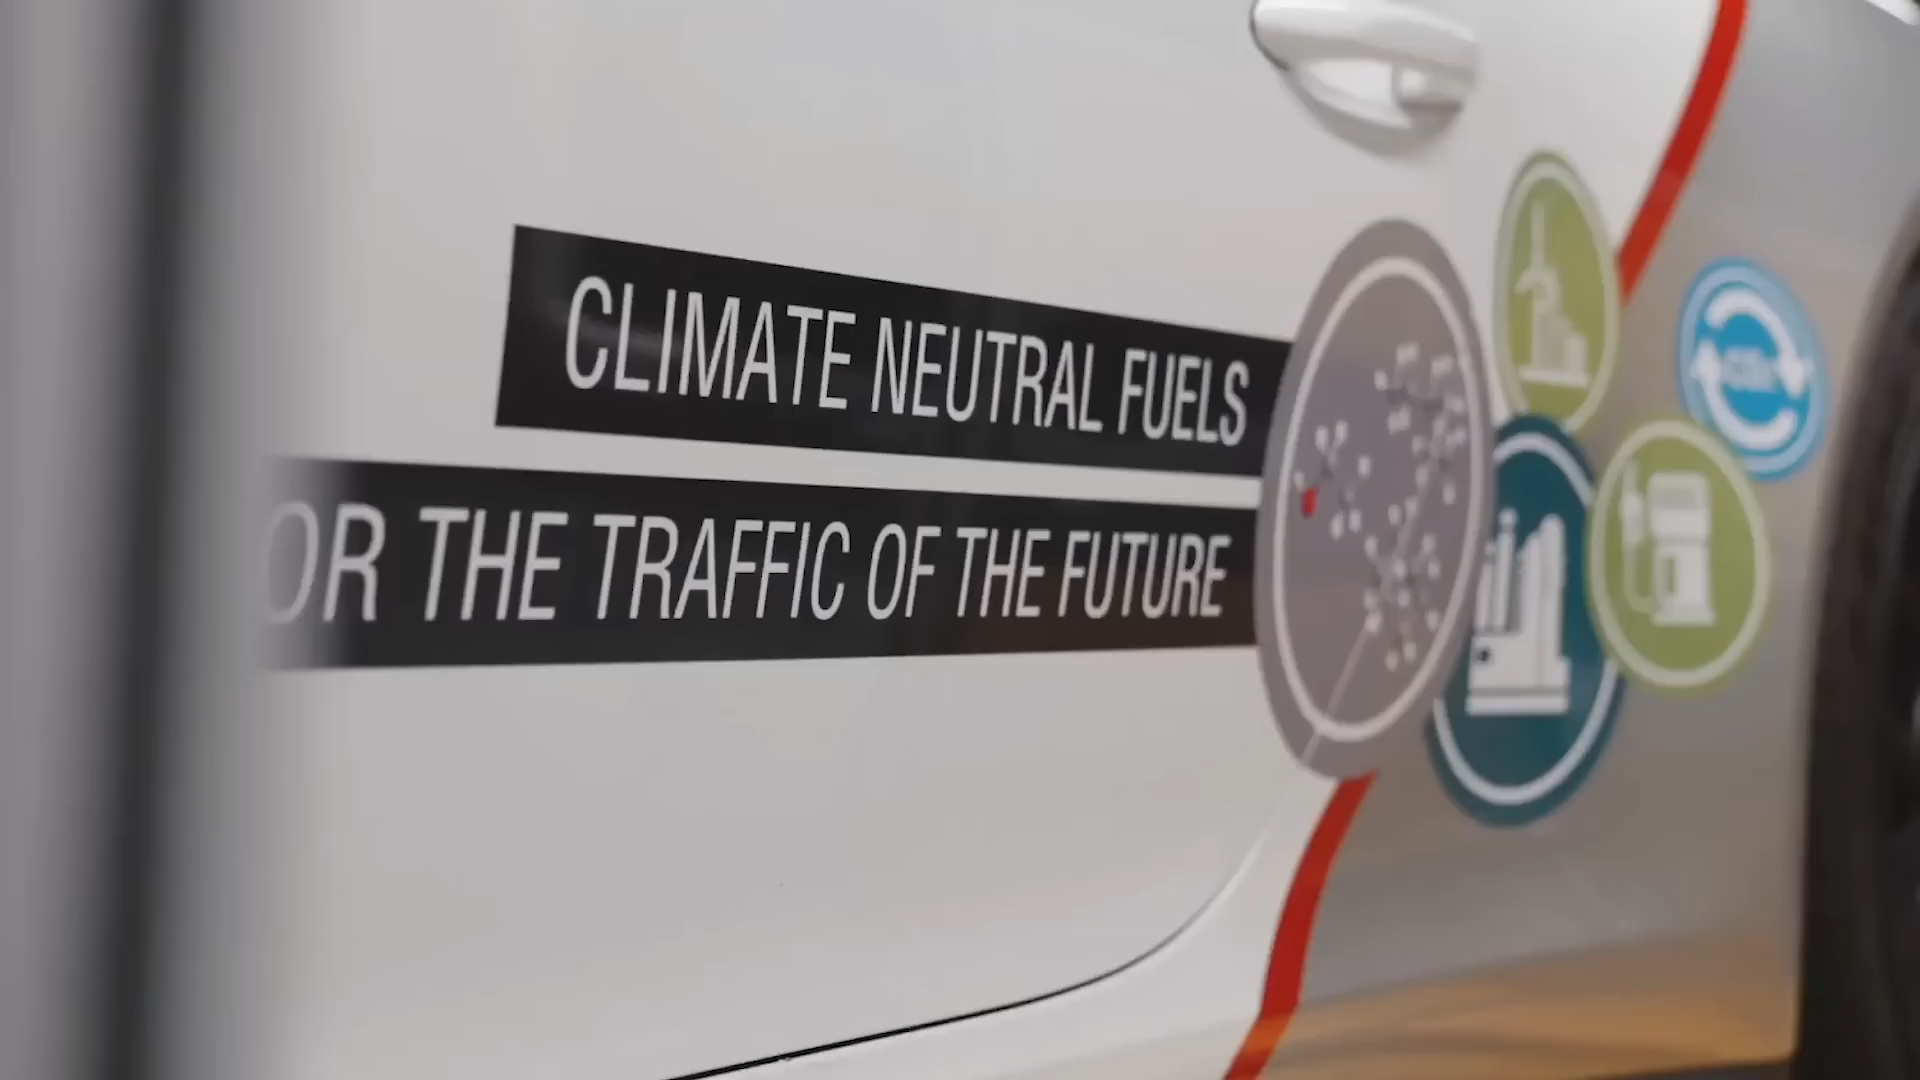 CLIMATE NEUTRAL FUELS
OR THE TRAFFIC OF THE FUTURE